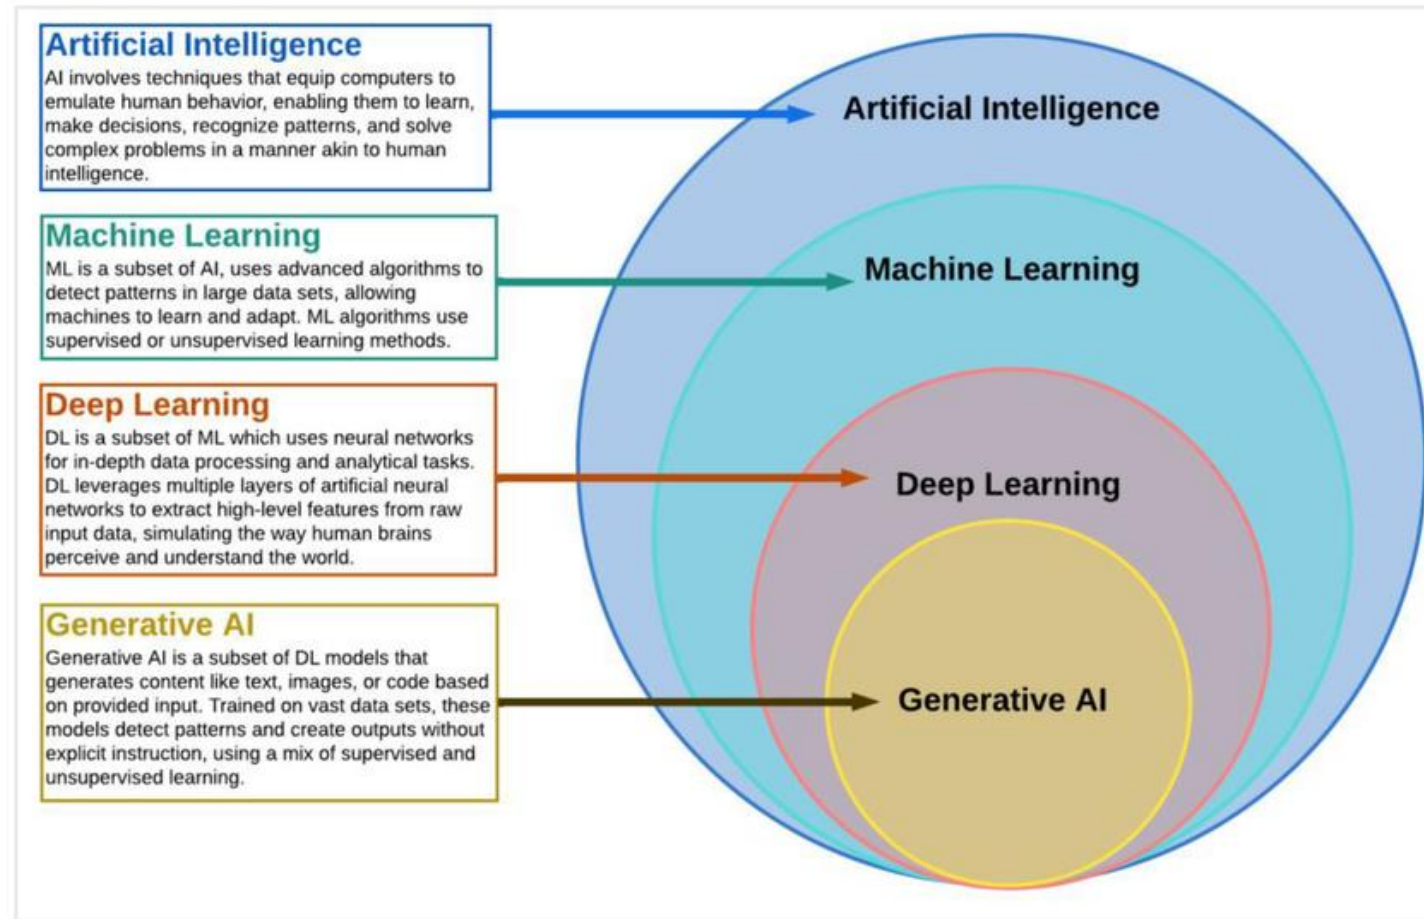 Artificial Intelligence
AI involves techniques that equip computers to
emulate human behavior, enabling them to learn,
make decisions, recognize patterns, and solve
complex problems in a manner akin to human
intelligence.
Machine Learning
ML is a subset of AI, uses advanced algorithms to
detect patterns in large data sets, allowing
machines to learn and adapt. ML algorithms use
supervised or unsupervised learning methods.
Deep Learning
DL is a subset of ML which uses neural networks
for in-depth data processing and analytical tasks.
DL leverages multiple layers of artificial neural
networks to extract high-level features from raw
input data, simulating the way human brains
perceive and understand the world.
Generative AI
Generative AI is a subset of DL models that
generates content like text, images, or code based
on provided input. Trained on vast data sets, these
models detect patterns and create outputs without
explicit instruction, using a mix of supervised and
unsupervised learning.
Artificial Intelligence
Machine Learning
Deep Learning
Generative AI